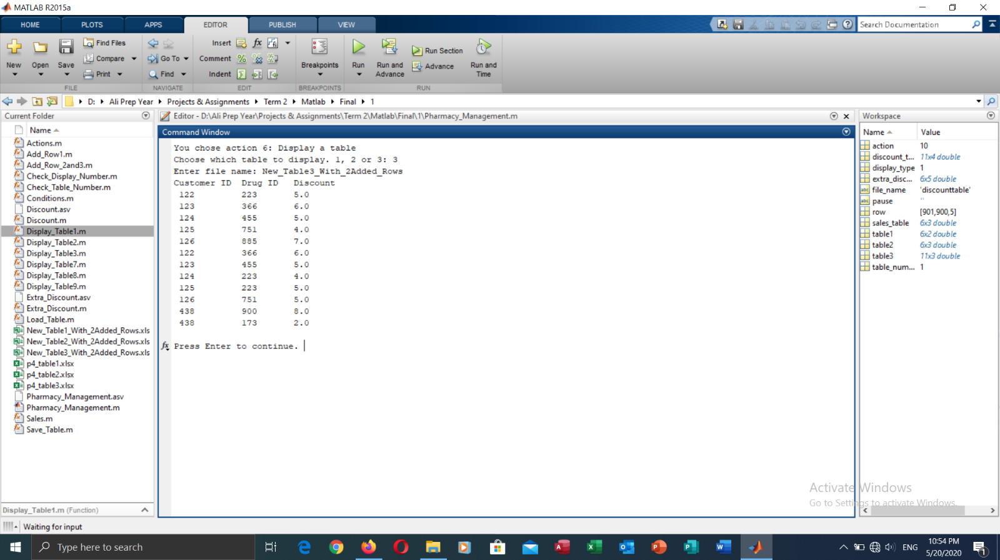 MATLAB R2015a
HOME PLOTS APPS EDITOR PUBLISH VIEW
Search Documentation
New Open Save
Find Files
Compare
Print
Go To
Find
Insert
Comment
Indent
Breakpoints
Run
Run and Advance
Run Section
Advance
Run and Time
FILE NAVIGATE EDIT BREAKPOINTS RUN
D: Ali Prep Year Projects & Assignments Term 2 Matlab Final 1
Current Folder
Name
Actions.m
Add_Row1.m
Add_Row_2and3.m
Check_Display_Number.m
Check_Table_Number.m
Conditions.m
Discount.asv
Discount.m
Display_Table1.m
Display_Table2.m
Display_Table3.m
Display_Table7.m
Display_Table8.m
Display_Table9.m
Extra_Discount.asv
Extra_Discount.m
Load_Table.m
New_Table1_With_2Added_Rows.xls
New_Table2_With_2Added_Rows.xls
New_Table3_With_2Added_Rows.xls
p4_table1.xlsx
p4_table2.xlsx
p4_table3.xlsx
Pharmacy_Management.asv
Pharmacy_Management.m
Sales.m
Save_Table.m
Display_Table1.m (Function)
Editor - D:\Ali Prep Year\Projects & Assignments\Term 2\Matlab\Final\1\Pharmacy_Management.m
Command Window
You chose action 6: Display a table
Choose which table to display. 1, 2 or 3: 3
Enter file name: New_Table3_With_2Added_Rows
Customer ID Drug ID Discount
122 223 5.0
123 366 6.0
124 455 5.0
125 751 4.0
126 885 7.0
122 366 6.0
123 455 5.0
124 223 4.0
125 223 5.0
126 751 5.0
438 900 8.0
438 173 2.0
fx Press Enter to continue.
Workspace
Name Value
action 10
discount_t... 11x4 double
display_type 1
extra_disc... 6x5 double
file_name 'discounttable'
pause ''
row [901,900,5]
sales_table 6x3 double
table1 6x2 double
table2 6x3 double
table3 11x3 double
table_num... 1
Activate Windows
Go to Settings to activate Windows.
Waiting for input
Type here to search
ENG
10:54 PM
5/20/2020
1